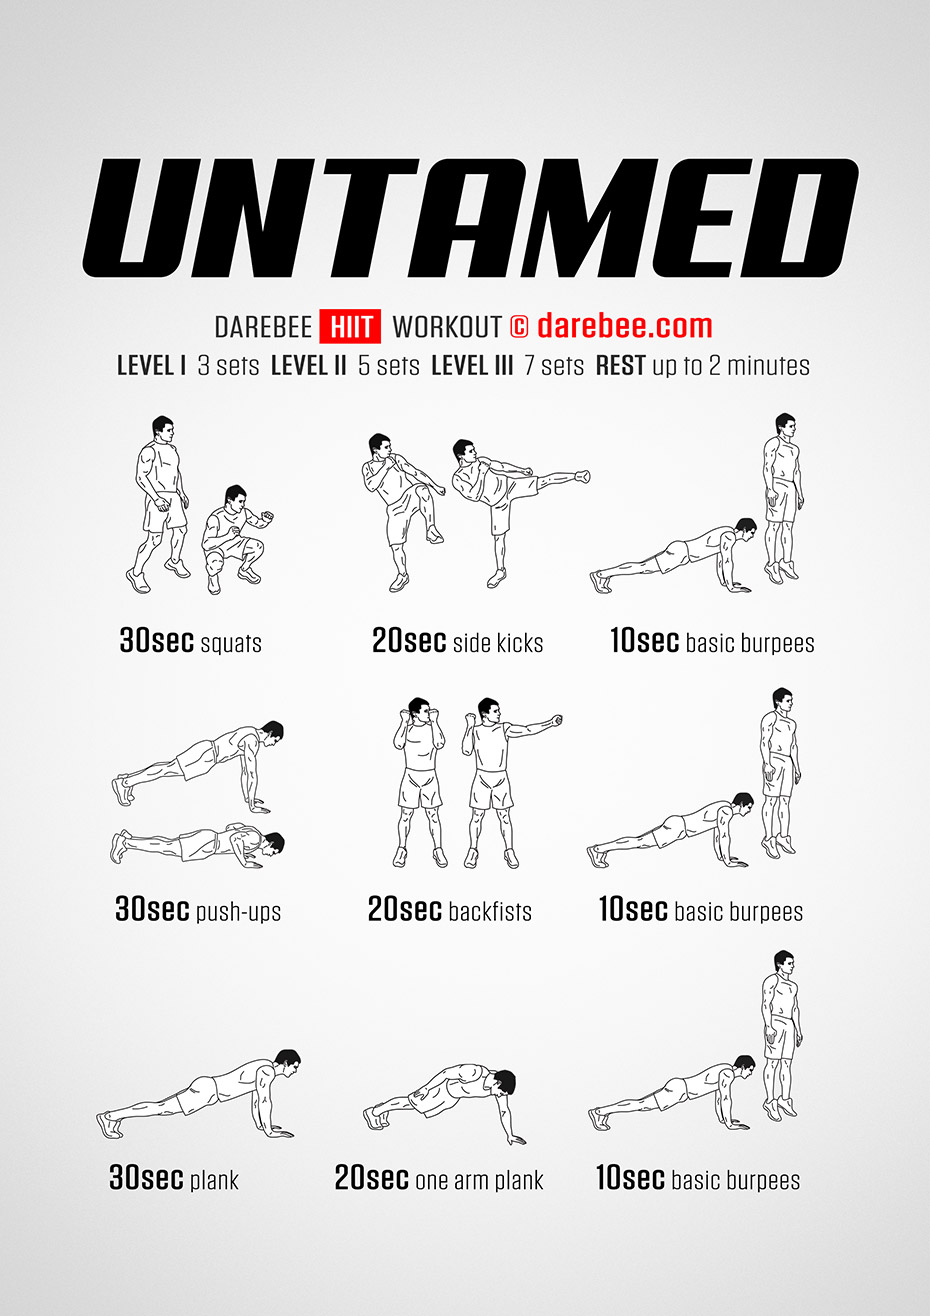 UNTAMED
DAREBEE HIIT WORKOUT © darebee.com
LEVEL I 3 sets LEVEL II 5 sets LEVEL III 7 sets REST up to 2 minutes
30sec squats
20sec side kicks
10sec basic burpees
30sec push-ups
20sec backfists
10sec basic burpees
30sec plank
20sec one arm plank
10sec basic burpees